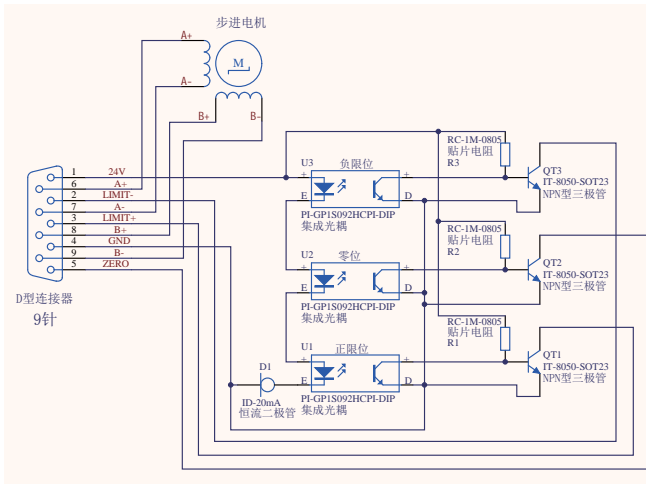 步进电机
A+
A-
M
B+
B-
1 24V
6 A+
2 LIMIT-
7 A-
3 LIMIT+
8 B+
4 GND
9 B-
5 ZERO
D型连接器
9针
U3 负限位
+ +
E D
PI-GP1S092HCPI-DIP
集成光耦
RC-1M-0805
贴片电阻
R3
QT3
IT-8050-SOT23
NPN型三极管
U2 零位
+ +
E D
PI-GP1S092HCPI-DIP
集成光耦
RC-1M-0805
贴片电阻
R2
QT2
IT-8050-SOT23
NPN型三极管
U1 正限位
+ +
E D
PI-GP1S092HCPI-DIP
集成光耦
RC-1M-0805
贴片电阻
R1
QT1
IT-8050-SOT23
NPN型三极管
D1
ID-20mA
恒流二极管